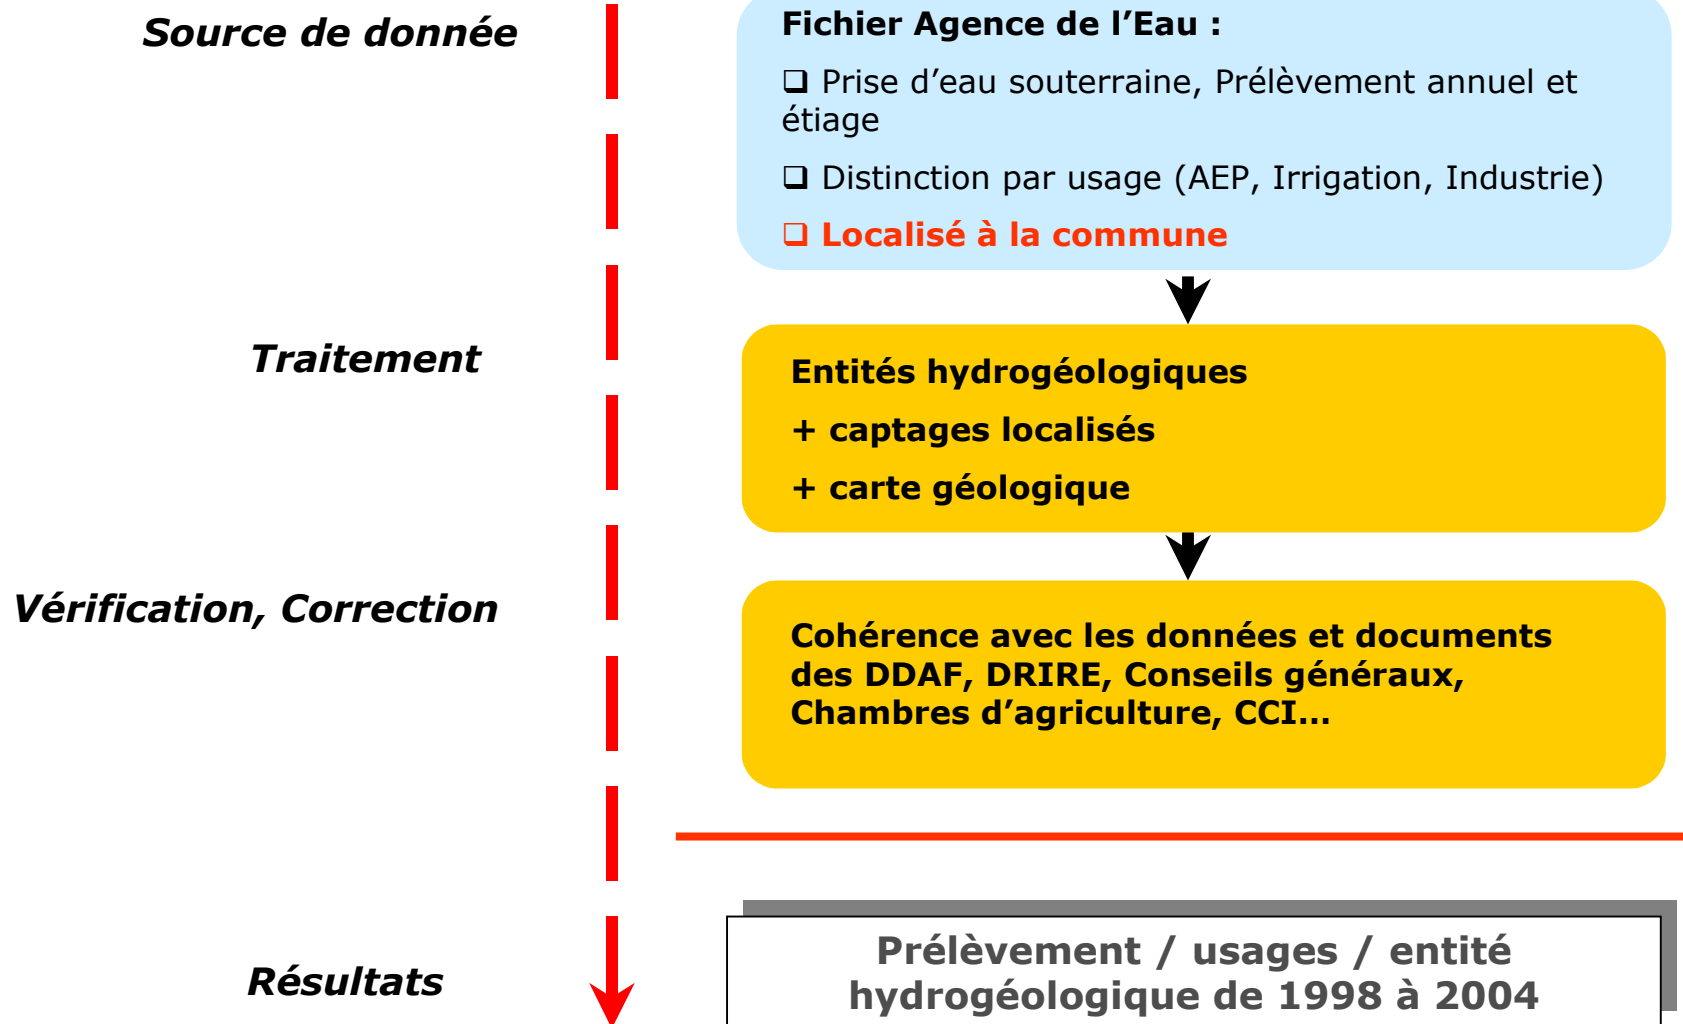 Source de donnée
Fichier Agence de l’Eau :
❑ Prise d’eau souterraine, Prélèvement annuel et
étiage
❑ Distinction par usage (AEP, Irrigation, Industrie)
❑ Localisé à la commune
Traitement
Entités hydrogéologiques
+ captages localisés
+ carte géologique
Vérification, Correction
Cohérence avec les données et documents
des DDAF, DRIRE, Conseils généraux,
Chambres d’agriculture, CCI…
Résultats
Prélèvement / usages / entité
hydrogéologique de 1998 à 2004